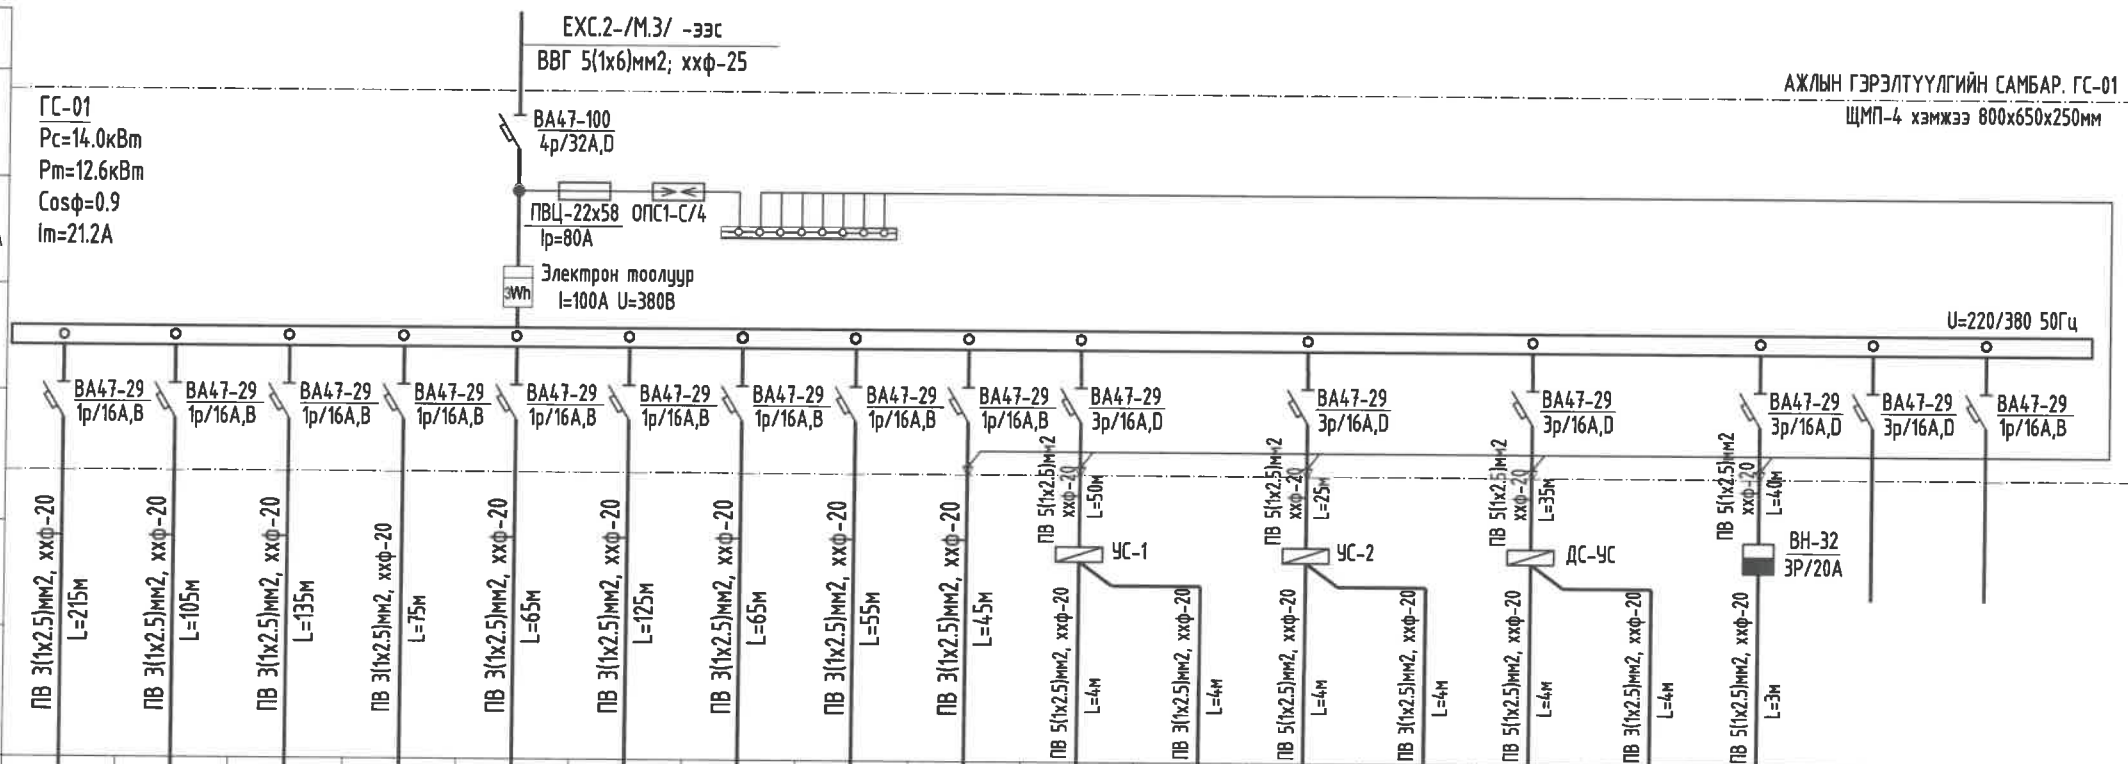 ЕХС.2-/М.3/ -ээс
ВВГ 5(1х6)мм2; ххф-25
АЖЛЫН ГЭРЭЛТҮҮЛГИЙН САМБАР. ГС-01
ЩМП-4 хэмжээ 800х650х250мм
ГС-01
Рс=14.0кВт
Рт=12.6кВт
Cosф=0.9
Iт=21.2А
ВА47-100
4р/32А,D
ПВЦ-22х58
Iр=80А
ОПС1-С/4
3Wh
Электрон тоолуур
I=100А U=380В
U=220/380 50Гц
ВА47-29
1р/16А,В
ВА47-29
1р/16А,В
ВА47-29
1р/16А,В
ВА47-29
1р/16А,В
ВА47-29
1р/16А,В
ВА47-29
1р/16А,В
ВА47-29
1р/16А,В
ВА47-29
1р/16А,В
ВА47-29
1р/16А,В
ВА47-29
3р/16А,D
ВА47-29
3р/16А,D
ВА47-29
3р/16А,D
ВА47-29
3р/16А,D
ВА47-29
3р/16А,D
ВА47-29
1р/16А,В
ПВ 3(1х2.5)мм2, ххф-20
L=215м
ПВ 3(1х2.5)мм2, ххф-20
L=105м
ПВ 3(1х2.5)мм2, ххф-20
L=135м
ПВ 3(1х2.5)мм2, ххф-20
L=75м
ПВ 3(1х2.5)мм2, ххф-20
L=65м
ПВ 3(1х2.5)мм2, ххф-20
L=125м
ПВ 3(1х2.5)мм2, ххф-20
L=65м
ПВ 3(1х2.5)мм2, ххф-20
L=55м
ПВ 3(1х2.5)мм2, ххф-20
L=45м
ПВ 5(1х2.5)мм2
ххф-20
L=50м
УС-1
ПВ 5(1х2.5)мм2, ххф-20
L=4м
ПВ 3(1х2.5)мм2, ххф-20
L=4м
ПВ 5(1х2.5)мм2
ххф-20
L=25м
УС-2
ПВ 5(1х2.5)мм2, ххф-20
L=4м
ПВ 3(1х2.5)мм2, ххф-20
L=4м
ПВ 5(1х2.5)мм2
ххф-20
L=35м
ДС-УС
ПВ 5(1х2.5)мм2, ххф-20
L=4м
ПВ 3(1х2.5)мм2, ххф-20
L=4м
ПВ 5(1х2.5)мм2
ххф-20
L=40м
ВН-32
3Р/20А
ПВ 5(1х2.5)мм2, ххф-20
L=3м